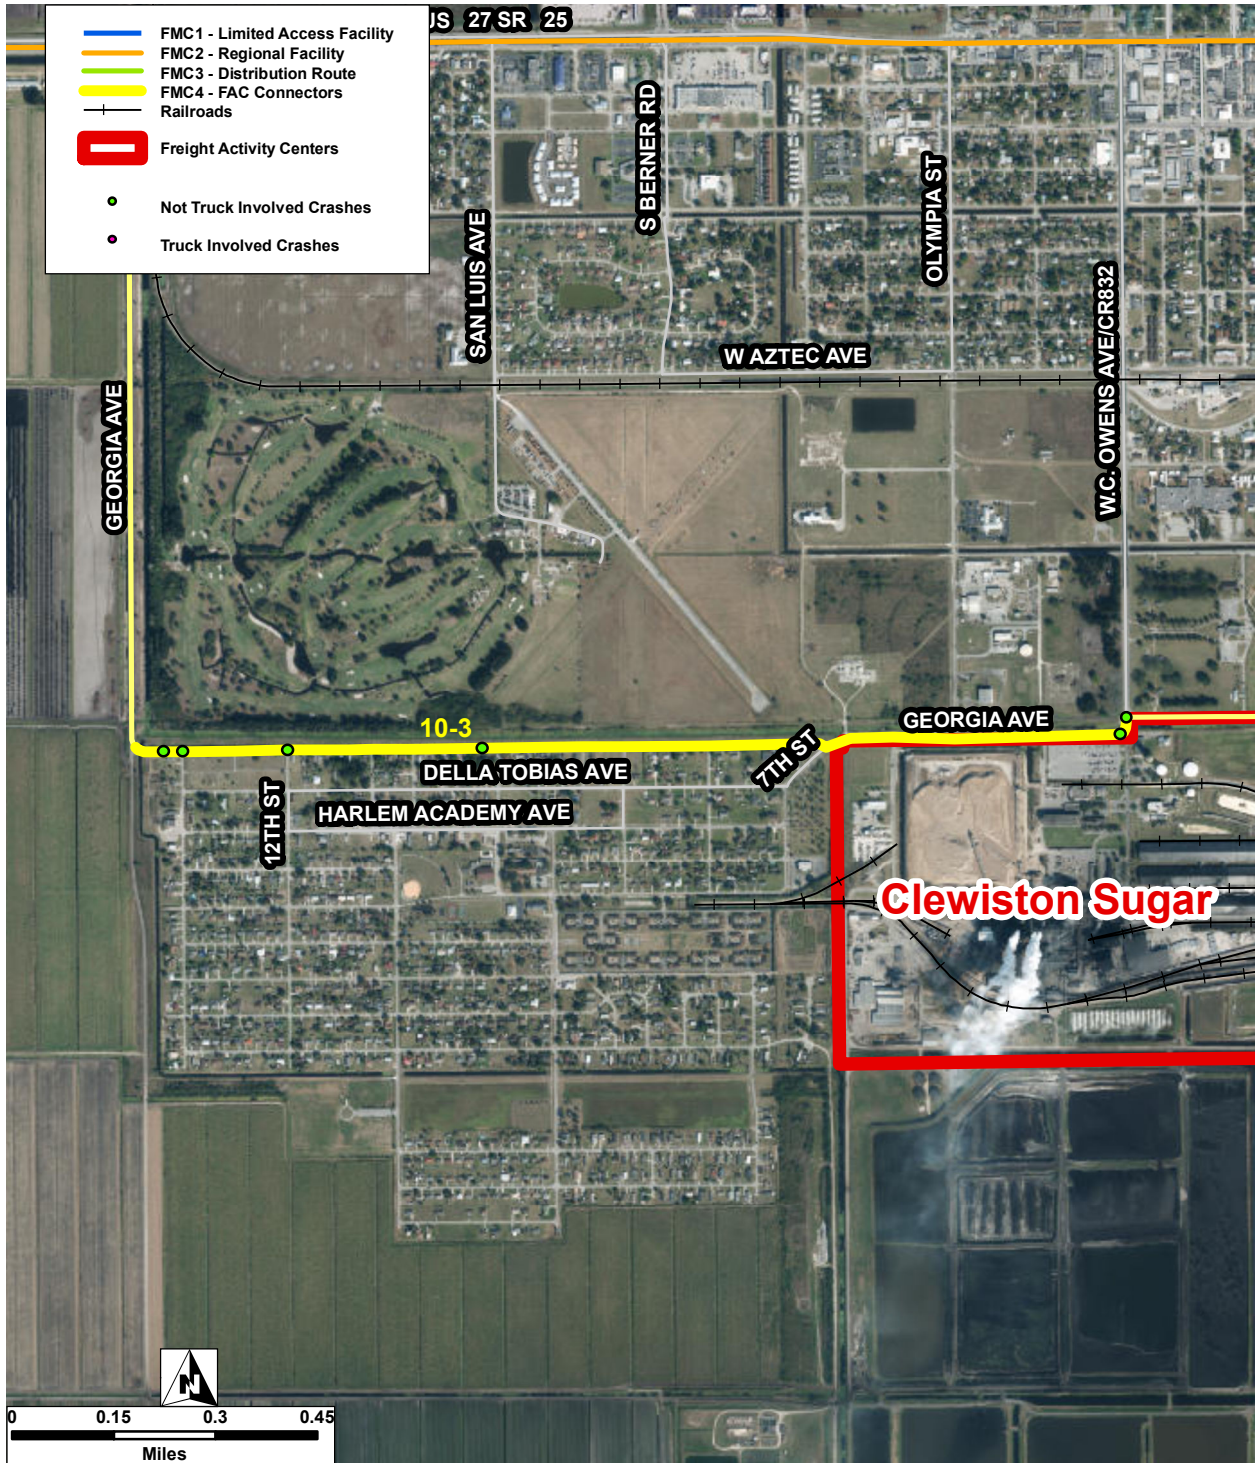 FMC1 - Limited Access Facility
FMC2 - Regional Facility
FMC3 - Distribution Route
FMC4 - FAC Connectors
Railroads
Freight Activity Centers
Not Truck Involved Crashes
Truck Involved Crashes
US 27 SR 25
S BERNER RD
OLYMPIA ST
SAN LUIS AVE
W.C. OWENS AVE/CR832
W AZTEC AVE
GEORGIA AVE
10-3
GEORGIA AVE
7TH ST
DELLA TOBIAS AVE
12TH ST
HARLEM ACADEMY AVE
Clewiston Sugar
N
0 0.15 0.3 0.45
Miles